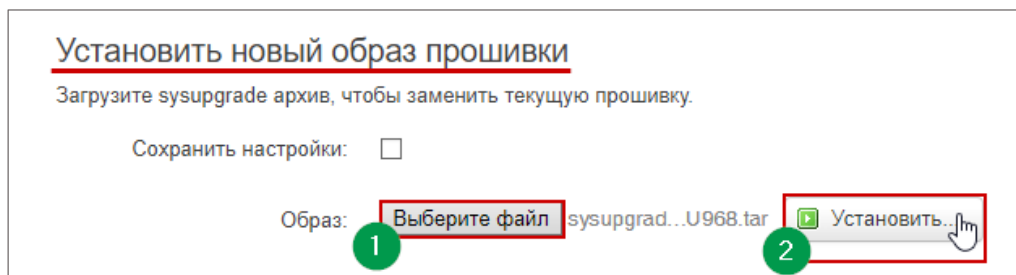 Установить новый образ прошивки
Загрузите sysupgrade архив, чтобы заменить текущую прошивку.
Сохранить настройки:
Образ: Выберите файл sysupgrad...U968.tar Установить...
1 2